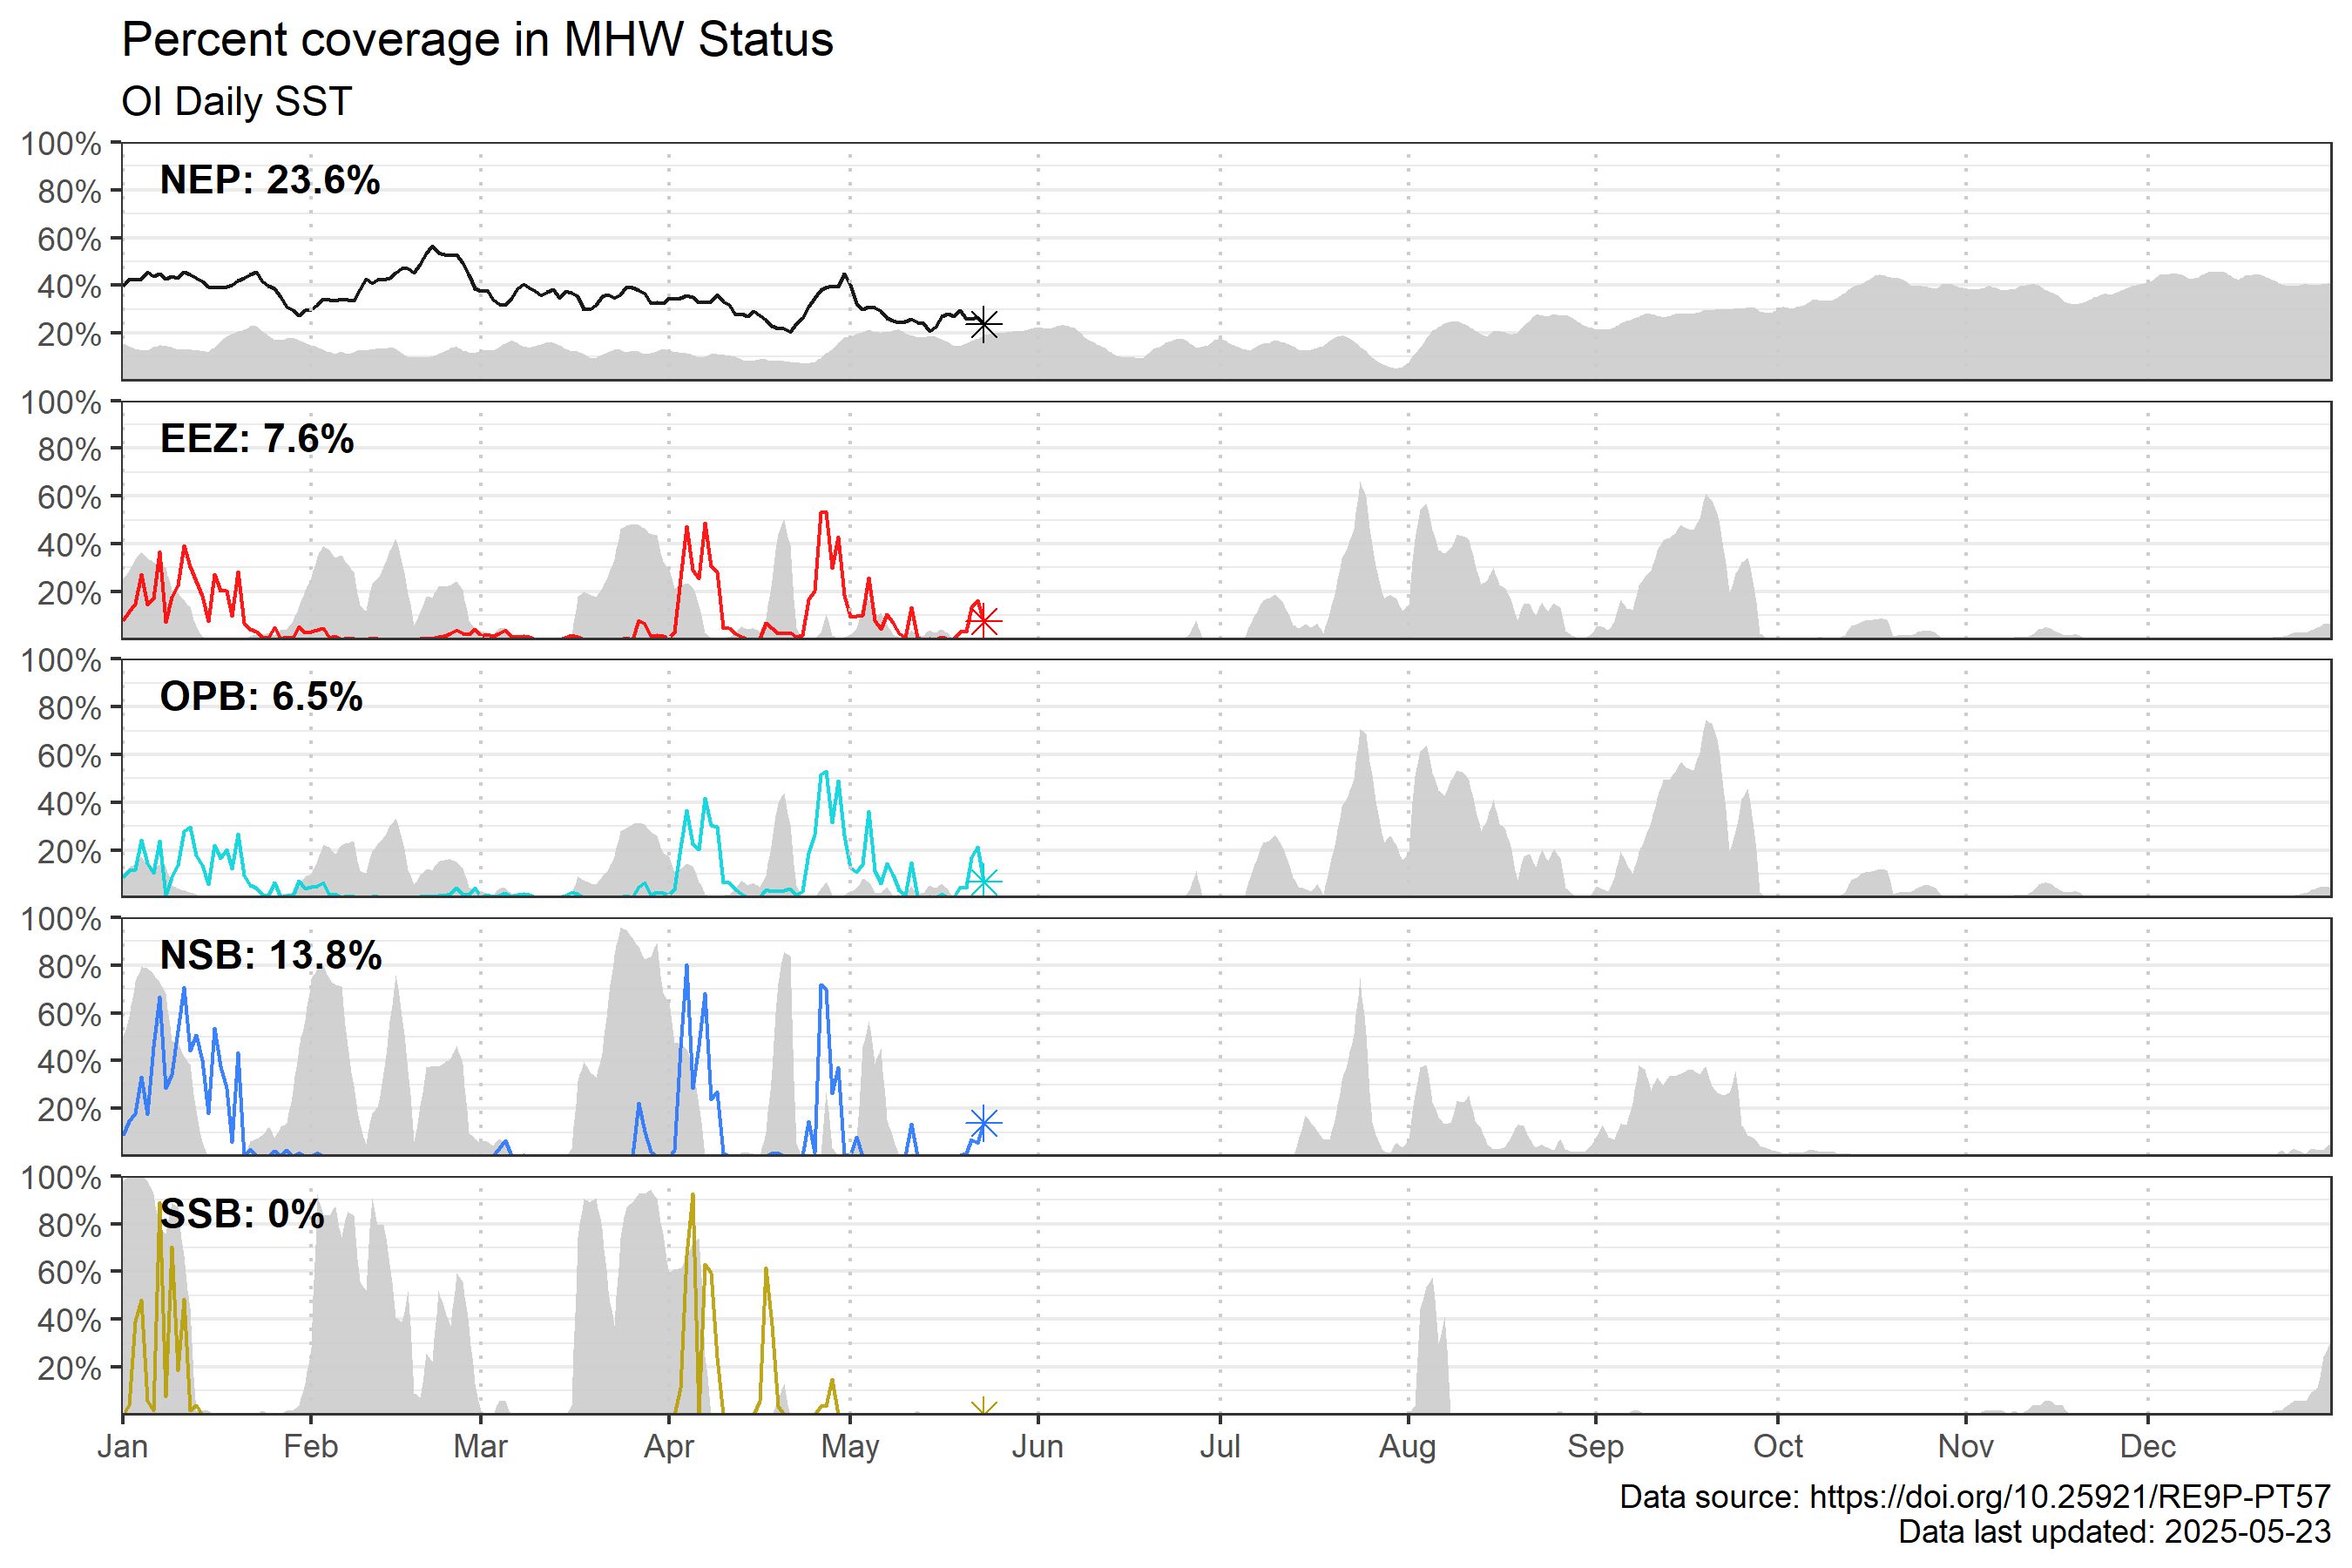 Percent coverage in MHW Status
OI Daily SST
100%
80%
60%
40%
20%
NEP: 23.6%
100%
80%
60%
40%
20%
EEZ: 7.6%
100%
80%
60%
40%
20%
OPB: 6.5%
100%
80%
60%
40%
20%
NSB: 13.8%
100%
80%
60%
40%
20%
SSB: 0%
Jan Feb Mar Apr May Jun Jul Aug Sep Oct Nov Dec
Data source: https://doi.org/10.25921/RE9P-PT57
Data last updated: 2025-05-23